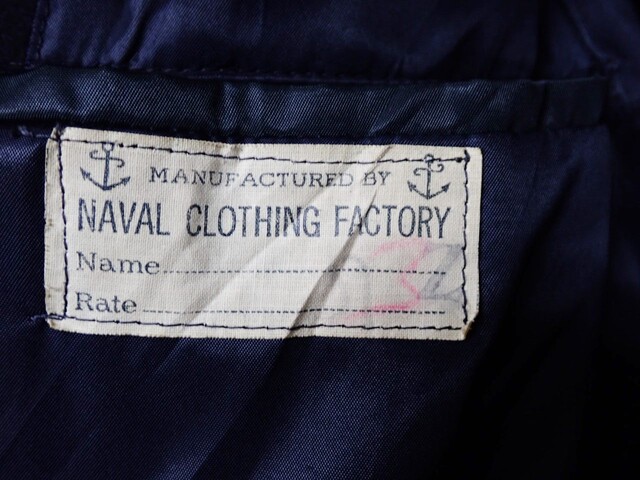 MANUFACTURED BY
NAVAL CLOTHING FACTORY
Name
Rate